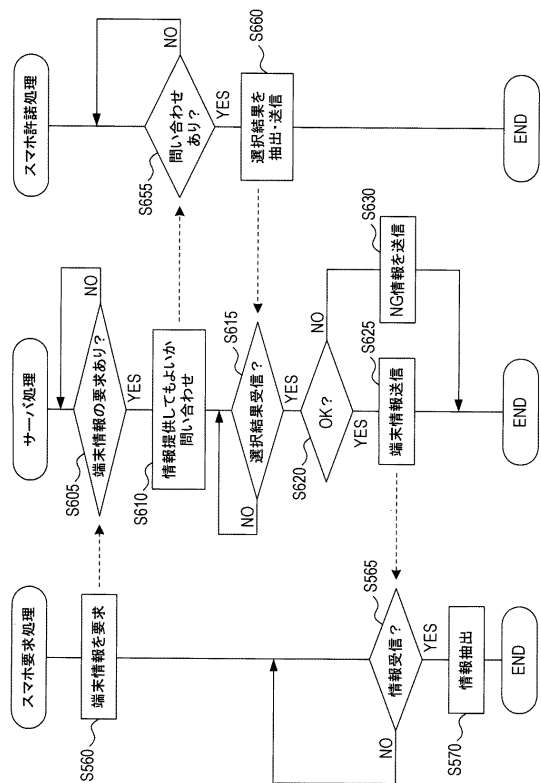 スマホ要求処理
S560
端末情報を要求
S565
情報受信?
NO
YES
S570
情報抽出
END
サーバ処理
S605
端末情報の要求あり?
NO
YES
S610
情報提供してもよいか
問い合わせ
S615
選択結果受信?
NO
YES
S620
OK?
NO
YES
S625
端末情報送信
S630
NG情報を送信
END
スマホ許諾処理
S655
問い合わせ
あり?
NO
YES
S660
選択結果を
抽出・送信
END